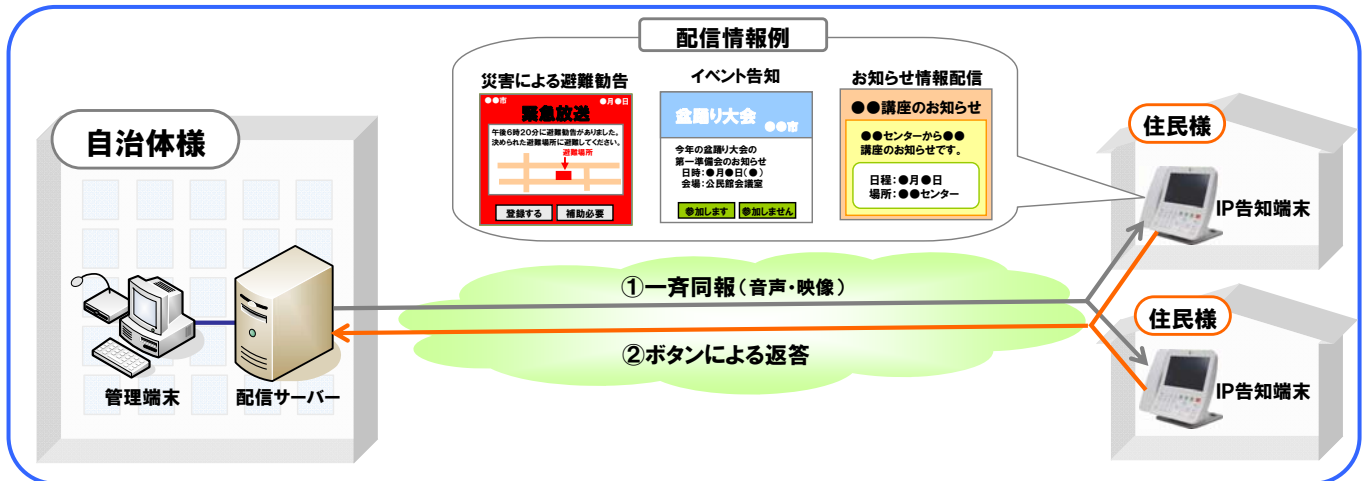 配信情報例
災害による避難勧告
●●市
●月●日
緊急放送
午後6時20分に避難勧告がありました。
決められた避難場所に避難してください。
避難場所
登録する
補助必要
イベント告知
盆踊り大会
●●市
今年の盆踊り大会の
第一準備会のお知らせ
日時:●月●日(●)
会場:公民館会議室
参加します
参加しません
お知らせ情報配信
●●講座のお知らせ
●●センターから●●
講座のお知らせです。
日程:●月●日
場所:●●センター
自治体様
管理端末
配信サーバー
①一斉同報(音声・映像)
②ボタンによる返答
住民様
IP告知端末
住民様
IP告知端末